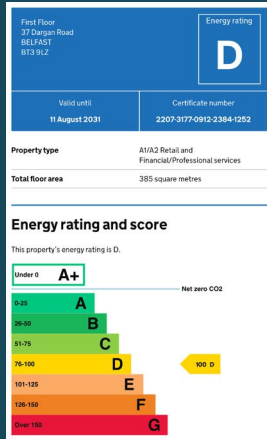 First Floor
37 Dargan Road
BELFAST
BT3 9LZ
Energy rating
D
Valid until
11 August 2031
Certificate number
2207-3177-0912-2384-1252
Property type
A1/A2 Retail and
Financial/Professional services
Total floor area
385 square metres
Energy rating and score
This property's energy rating is D.
Under 0 A+
Net zero CO2
0-25 A
26-50 B
51-75 C
76-100 D
100 D
101-125 E
126-150 F
Over 150 G